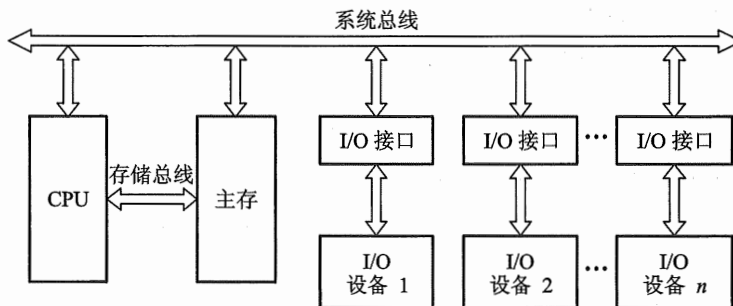 系统总线
I/O 接口
I/O 接口
···
I/O 接口
存储总线
CPU
主存
I/O
设备 1
I/O
设备 2
···
I/O
设备 n